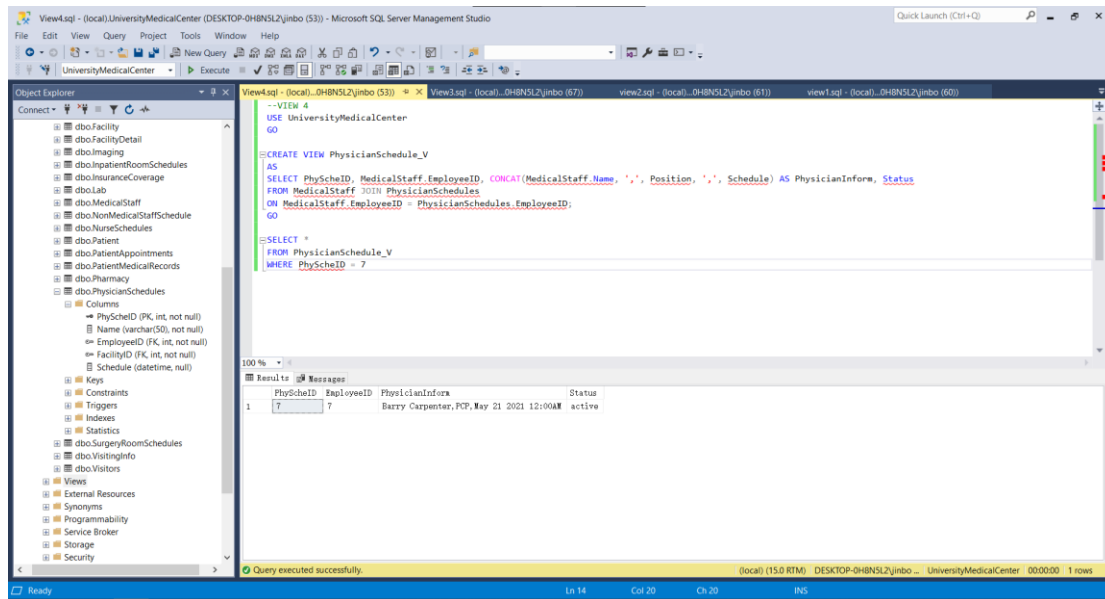 View4.sql - (local).UniversityMedicalCenter (DESKTOP-0H8N5L2\jinbo (53)) - Microsoft SQL Server Management Studio
Quick Launch (Ctrl+Q)
File Edit View Query Project Tools Window Help
New Query
UniversityMedicalCenter Execute
Object Explorer
Connect
dbo.Facility
dbo.FacilityDetail
dbo.Imaging
dbo.InpatientRoomSchedules
dbo.InsuranceCoverage
dbo.Lab
dbo.MedicalStaff
dbo.NonMedicalStaffSchedule
dbo.NurseSchedules
dbo.Patient
dbo.PatientAppointments
dbo.PatientMedicalRecords
dbo.Pharmacy
dbo.PhysicianSchedules
Columns
PhyScheID (PK, int, not null)
Name (varchar(50), not null)
EmployeeID (FK, int, not null)
FacilityID (FK, int, not null)
Schedule (datetime, null)
Keys
Constraints
Triggers
Indexes
Statistics
dbo.SurgeryRoomSchedules
dbo.VisitingInfo
dbo.Visitors
Views
External Resources
Synonyms
Programmability
Service Broker
Storage
Security
View4.sql - (local)...0H8N5L2\jinbo (53)) View3.sql - (local)...0H8N5L2\jinbo (67)) view2.sql - (local)...0H8N5L2\jinbo (61)) view1.sql - (local)...0H8N5L2\jinbo (60))
--VIEW 4
USE UniversityMedicalCenter
GO
CREATE VIEW PhysicianSchedule_V
AS
SELECT PhyScheID, MedicalStaff.EmployeeID, CONCAT(MedicalStaff.Name, ',', Position, ',', Schedule) AS PhysicianInform, Status
FROM MedicalStaff JOIN PhysicianSchedules
ON MedicalStaff.EmployeeID = PhysicianSchedules.EmployeeID;
GO
SELECT *
FROM PhysicianSchedule_V
WHERE PhyScheID = 7
100 %
Results Messages
PhyScheID EmployeeID PhysicianInform Status
1 7 7 Barry Carpenter,PCP,May 21 2021 12:00AM active
Query executed successfully. (local) (15.0 RTM) DESKTOP-0H8N5L2\jinbo ... UniversityMedicalCenter 00:00:00 1 rows
Ready Ln 14 Col 20 Ch 20 INS